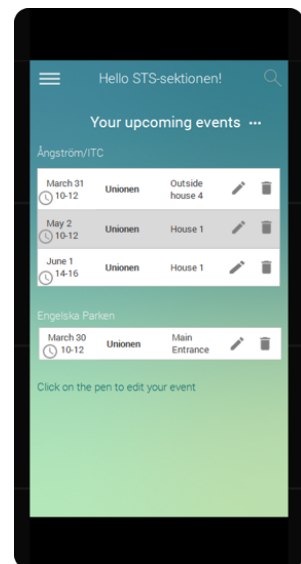 Hello STS-sektionen!
Your upcoming events ...
Ångström/ITC
March 31
10-12
Unionen
Outside
house 4
May 2
10-12
Unionen
House 1
June 1
14-16
Unionen
House 1
Engelska Parken
March 30
10-12
Unionen
Main
Entrance
Click on the pen to edit your event